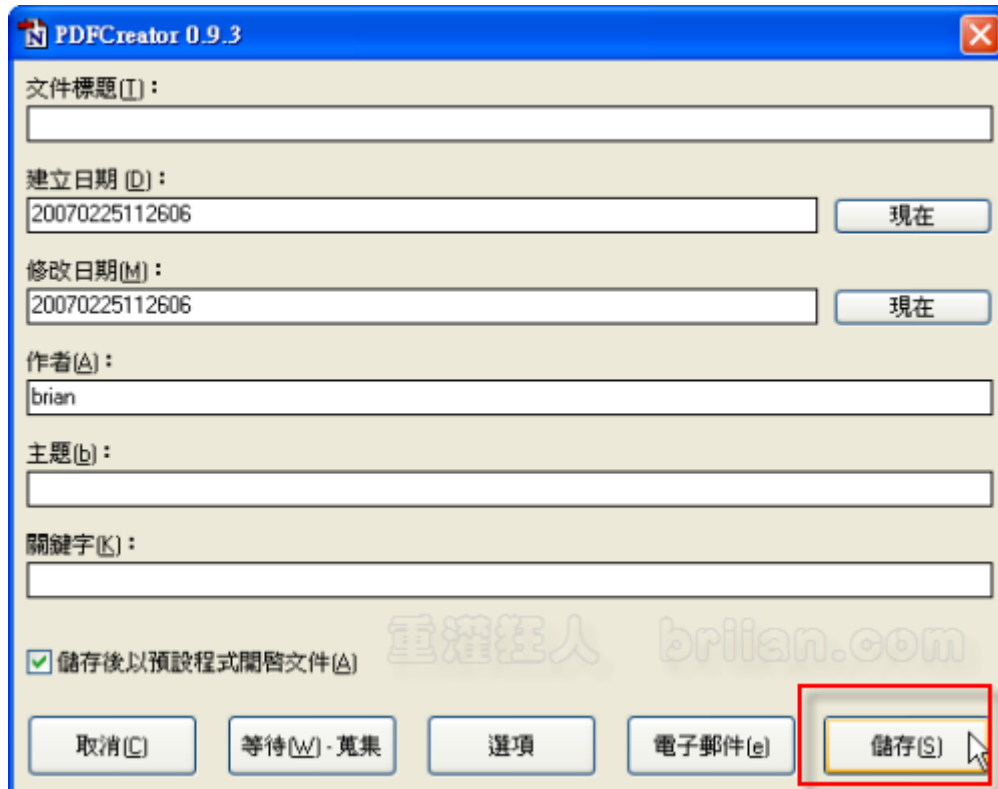 PDFCreator 0.9.3
文件標題(T)：
建立日期 (D)：
20070225112606 現在
修改日期(M)：
20070225112606 現在
作者(A)：
brian
主題(b)：
關鍵字(K)：
重灌狂人 briian.com
儲存後以預設程式開啓文件(A)
取消(C) 等待(W) - 蒐集 選項 電子郵件(e) 儲存(S)